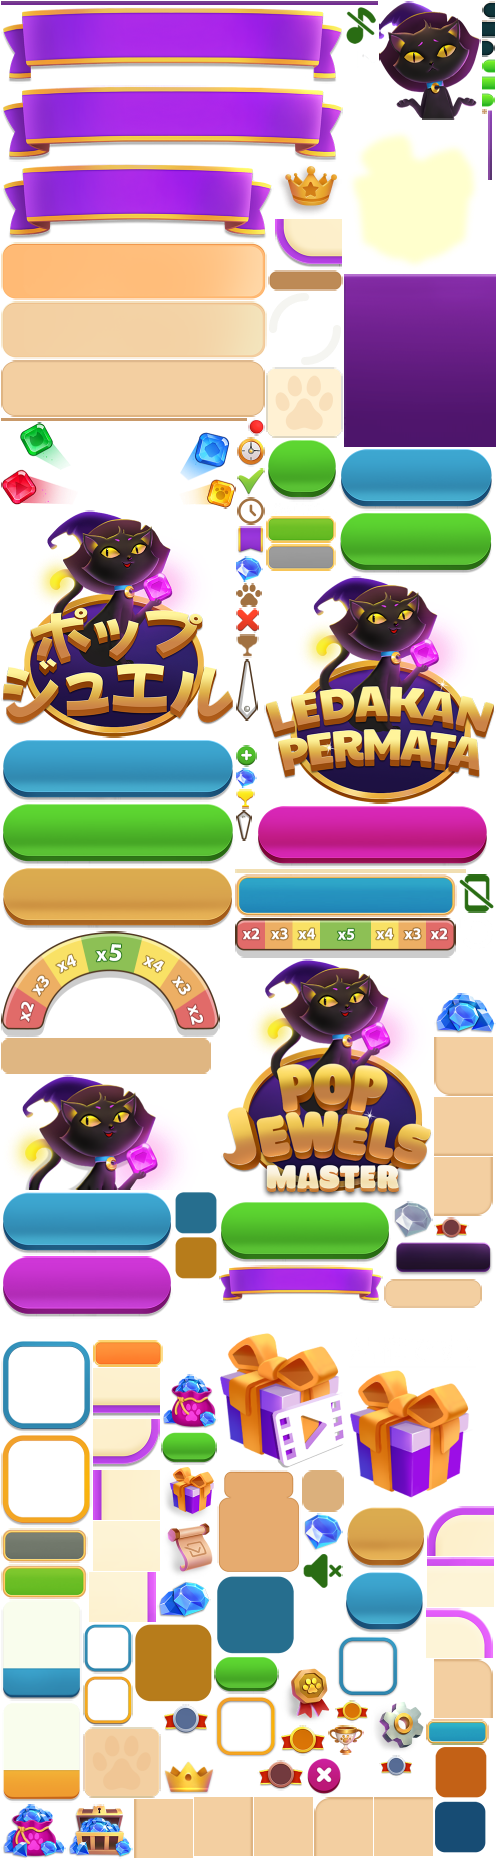 ポップ
ジュエル
LEDAKAN
PERMATA
x2 x3 x4 x5 x4 x3 x2
x2 x3 x4 x5 x4 x3 x2
POP
JEWELS
MASTER